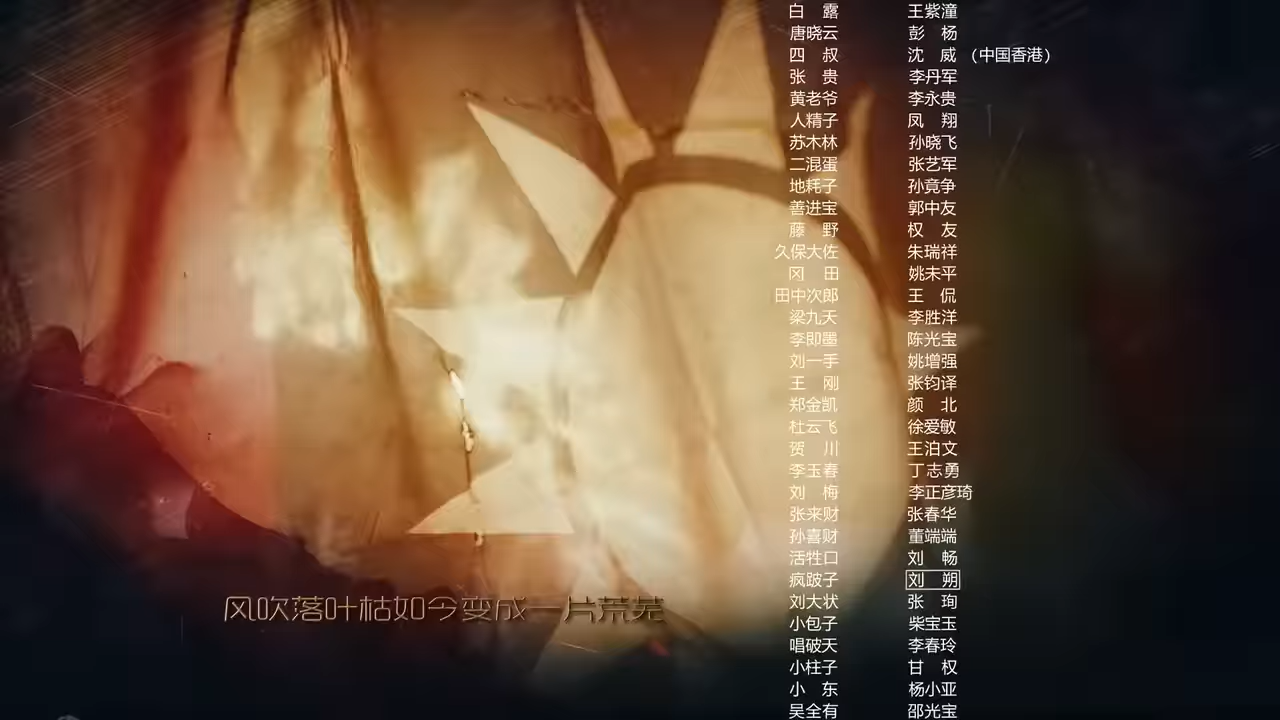 白 露 王紫潼
唐晓云 彭 杨
四 叔 沈 威 (中国香港)
张 贵 李丹军
黄老爷 李永贵
人精子 凤 翔
苏木林 孙晓飞
二混蛋 张艺军
地耗子 孙竟争
善进宝 郭中友
藤 野 权 友
久保大佐 朱瑞祥
冈 田 姚未平
田中次郎 王 侃
梁九天 李胜洋
李即墨 陈光宝
刘一手 姚增强
王 刚 张钧译
郑金凯 颜 北
杜云飞 徐爱敏
贺 川 王泊文
李玉春 丁志勇
刘 梅 李正彦琦
张来财 张春华
孙喜财 董端端
活牲口 刘 畅
疯跛子 刘 朔
刘大状 张 珣
小包子 柴宝玉
唱破天 李春玲
小柱子 甘 权
小 东 杨小亚
吴全有 邵光宝
风吹落叶枯如今变成一片荒芜